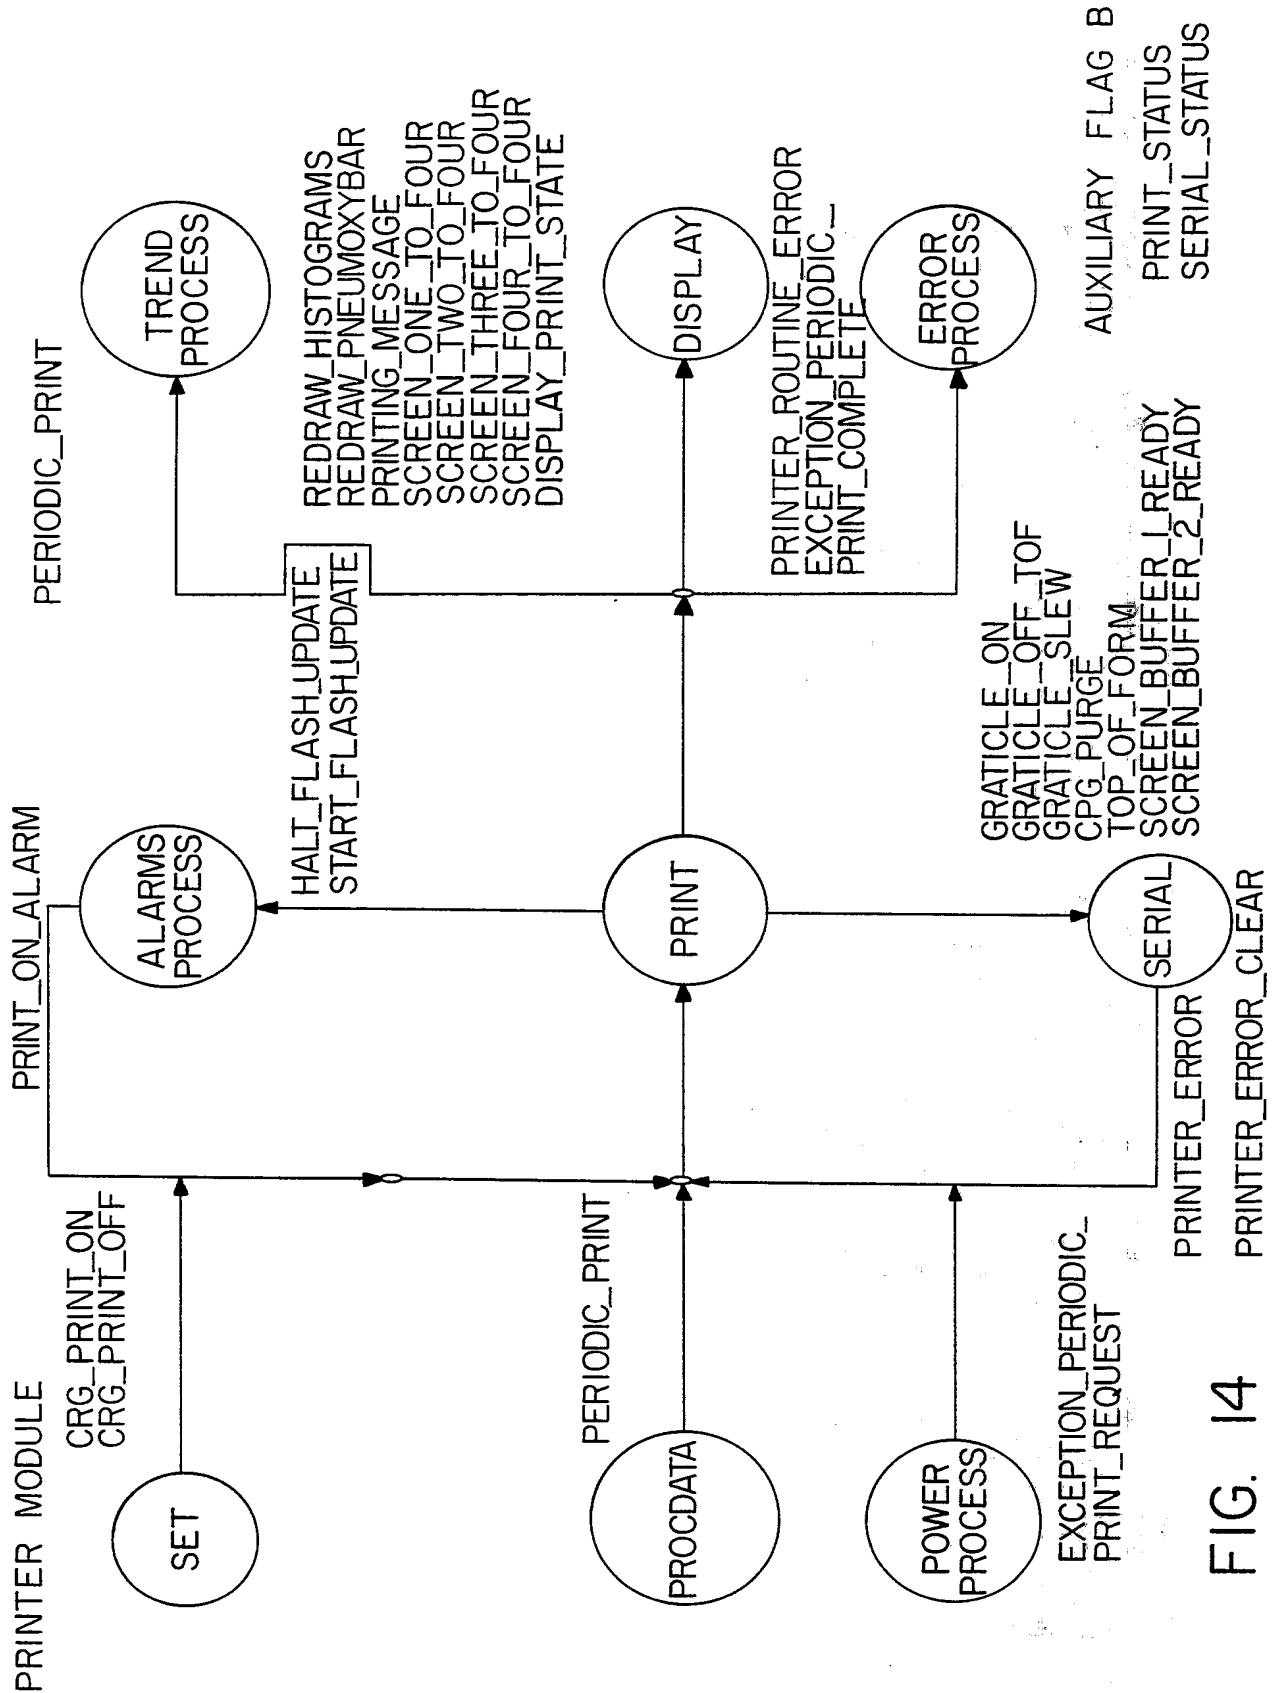 PRINTER MODULE
SET
CRG_PRINT_ON
CRG_PRINT_OFF
PRINT_ON_ALARM
ALARMS
PROCESS
HALT_FLASH_UPDATE
START_FLASH_UPDATE
PERIODIC_PRINT
TREND
PROCESS
REDRAW_HISTOGRAMS
REDRAW_PNEUMOXYBAR
PRINTING_MESSAGE
SCREEN_ONE_TO_FOUR
SCREEN_TWO_TO_FOUR
SCREEN_THREE_TO_FOUR
SCREEN_FOUR_TO_FOUR
DISPLAY_PRINT_STATE
PROCDATA
PERIODIC_PRINT
PRINT
DISPLAY
PRINTER_ROUTINE_ERROR
EXCEPTION_PERIODIC_
PRINT_COMPLETE
POWER
PROCESS
ERROR
PROCESS
EXCEPTION_PERIODIC_
PRINT_REQUEST
GRATICLE_ON
GRATICLE_OFF_TOF
GRATICLE_SLEW
CPG_PURGE
TOP_OF_FORM
SCREEN_BUFFER_1_READY
SCREEN_BUFFER_2_READY
SERIAL
PRINTER_ERROR
PRINTER_ERROR_CLEAR
AUXILIARY FLAG B
PRINT_STATUS
SERIAL_STATUS
FIG. 14